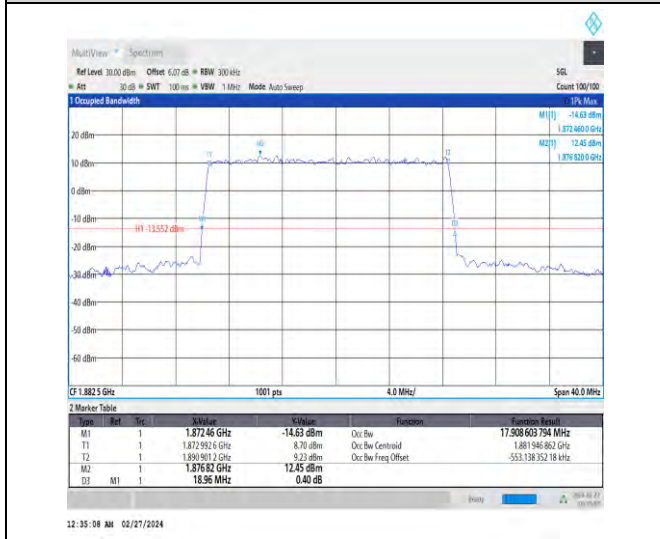 MultiView Spectrum
Ref Level 30.00 dBm Offset 6.07 dB RBW 300 kHz SGL
Att 30 dB SWT 100 ms VBW 1 MHz Mode Auto Sweep Count 100/100
1 Occupied Bandwidth 1Pk Max
M1[1] -14.63 dBm
1.872 460 0 GHz
M2[1] 12.45 dBm
1.876 820 0 GHz
20 dBm
10 dBm
0 dBm
-10 dBm
H1 -13.552 dBm
-20 dBm
-30 dBm
-40 dBm
-50 dBm
-60 dBm
T1
M2
T2
M1
D3
CF 1.882 5 GHz 1001 pts 4.0 MHz/ Span 40.0 MHz
2 Marker Table
Type Ref Trc X-Value Y-Value Function Function Result
M1 1 1.872 46 GHz -14.63 dBm Occ Bw 17.908 603 794 MHz
T1 1 1.872 992 6 GHz 8.70 dBm Occ Bw Centroid 1.881 946 862 GHz
T2 1 1.890 901 2 GHz 9.23 dBm Occ Bw Freq Offset -553.138 352 18 kHz
M2 1 1.876 82 GHz 12.45 dBm
D3 M1 1 18.96 MHz 0.40 dB
12:35:08 AM 02/27/2024